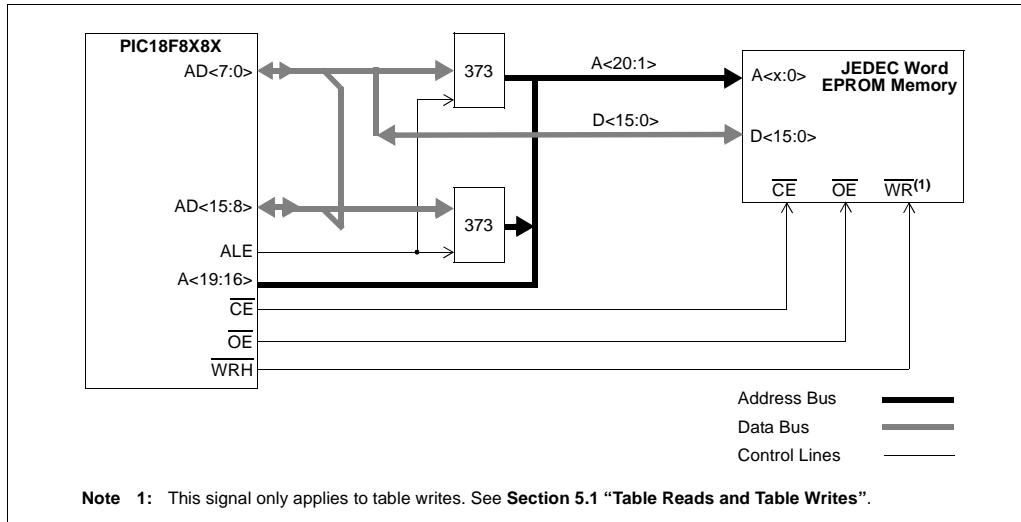 PIC18F8X8X
AD<7:0>
373
A<20:1>
A<x:0>
JEDEC Word
EPROM Memory
D<15:0>
D<15:0>
CE
OE
WR(1)
AD<15:8>
373
ALE
A<19:16>
CE
OE
WRH
Address Bus
Data Bus
Control Lines
Note 1: This signal only applies to table writes. See Section 5.1 “Table Reads and Table Writes”.